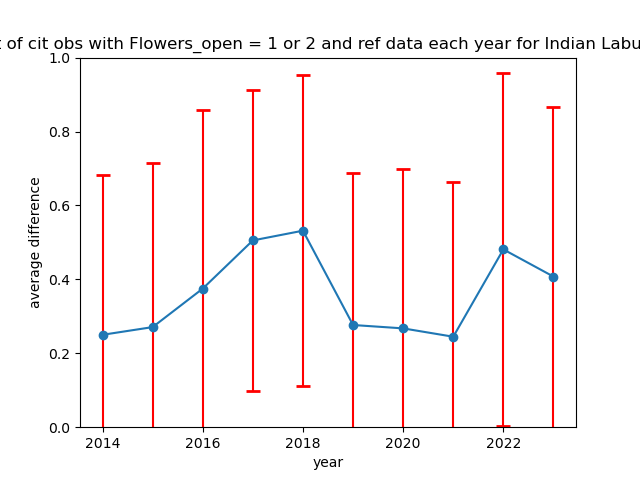 of cit obs with Flowers_open = 1 or 2 and ref data each year for Indian Labu
1.0
0.8
0.6
0.4
0.2
0.0
average difference
2014 2016 2018 2020 2022
year